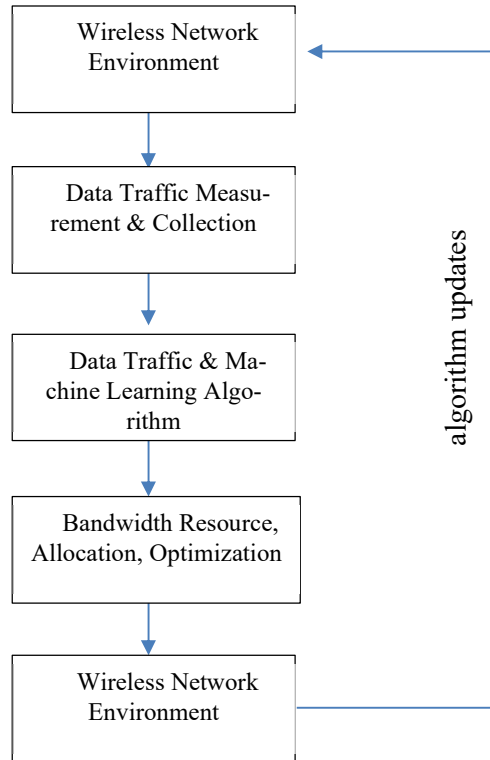 Wireless Network
Environment
Data Traffic Measu-
rement & Collection
Data Traffic & Ma-
chine Learning Algo-
rithm
Bandwidth Resource,
Allocation, Optimization
Wireless Network
Environment
algorithm updates